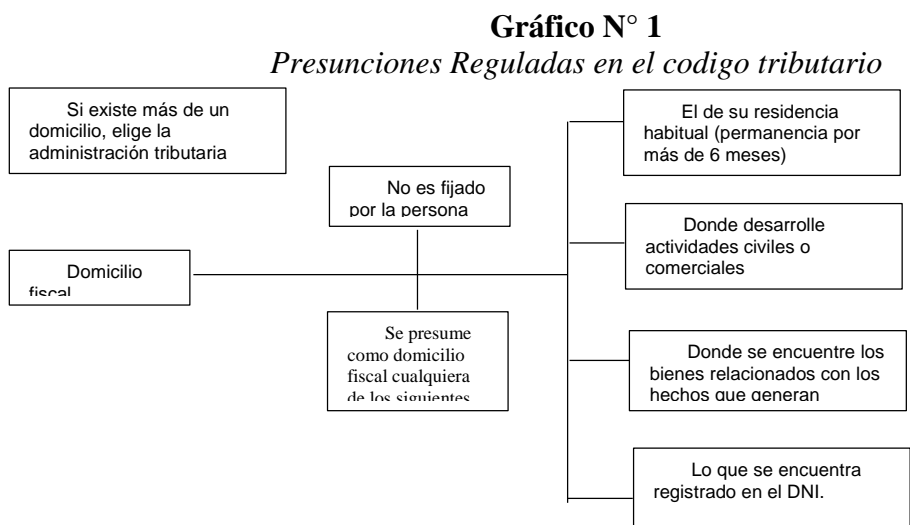 Gráfico N° 1
Presunciones Reguladas en el codigo tributario
Si existe más de un
domicilio, elige la
administración tributaria
No es fijado
por la persona
Domicilio
fiscal
Se presume
como domicilio
fiscal cualquiera
de los siguientes
El de su residencia
habitual (permanencia por
más de 6 meses)
Donde desarrolle
actividades civiles o
comerciales
Donde se encuentre los
bienes relacionados con los
hechos que generan
Lo que se encuentra
registrado en el DNI.